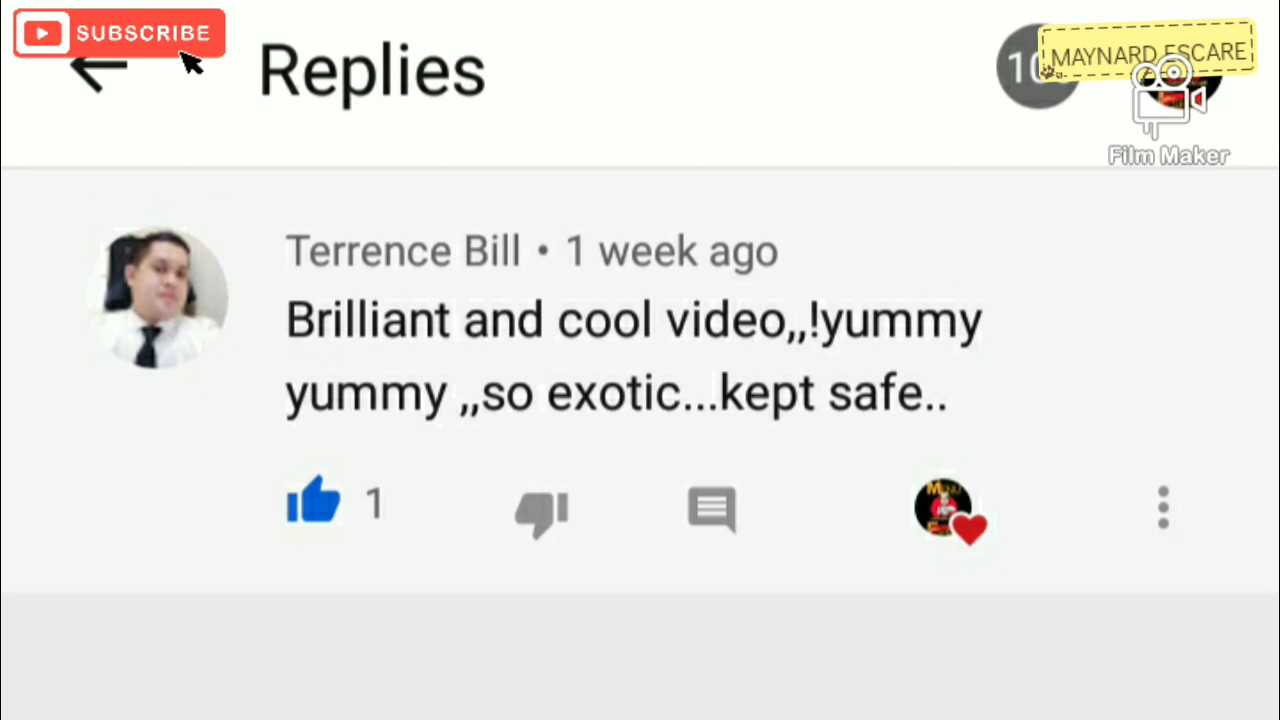 SUBSCRIBE
Replies
MAYNARD ESCARE
Film Maker
Terrence Bill • 1 week ago
Brilliant and cool video,,!yummy
yummy ,,so exotic...kept safe..
1